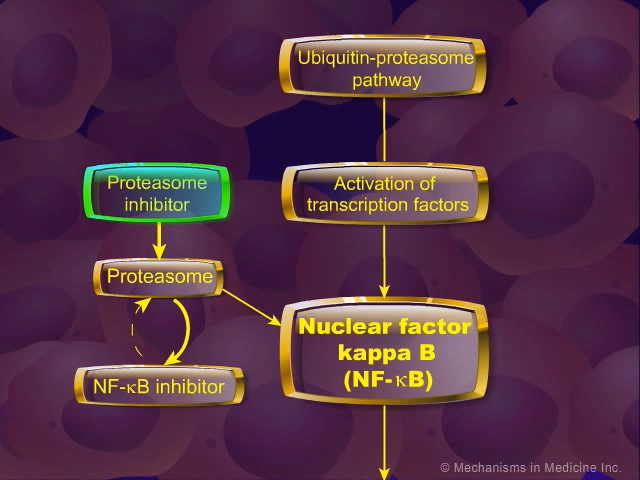 Ubiquitin-proteasome
pathway
Proteasome
inhibitor
Activation of
transcription factors
Proteasome
Nuclear factor
kappa B
(NF-κB)
NF-κB inhibitor
© Mechanisms in Medicine Inc.